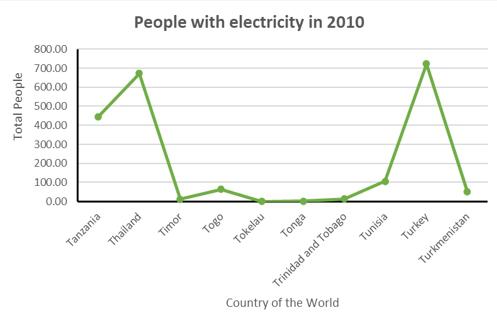 People with electricity in 2010
Total People
800.00
700.00
600.00
500.00
400.00
300.00
200.00
100.00
0.00
Tanzania
Thailand
Timor
Togo
Tokelau
Tonga
Trinidad and Tobago
Tunisia
Turkey
Turkmenistan
Country of the World